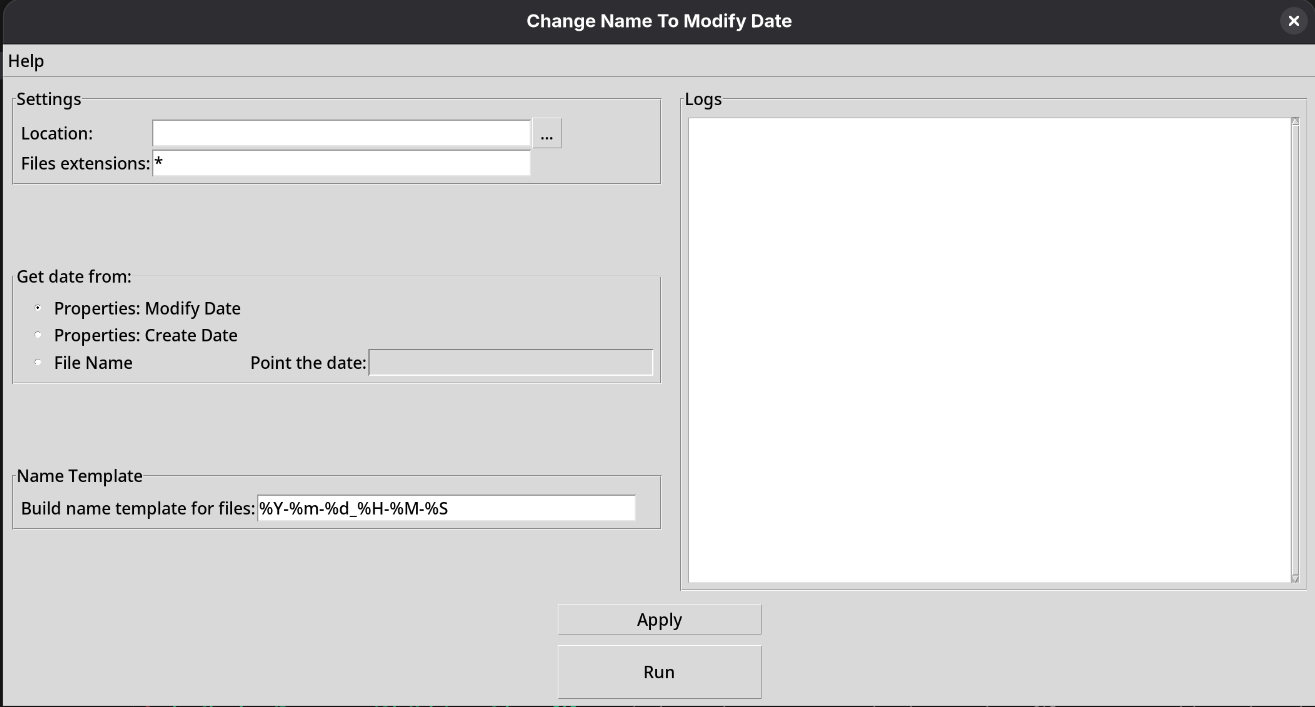 Change Name To Modify Date
Help
Settings
Location:
...
Files extensions: *
Get date from:
Properties: Modify Date
Properties: Create Date
File Name Point the date:
Name Template
Build name template for files: %Y-%m-%d_%H-%M-%S
Logs
Apply
Run